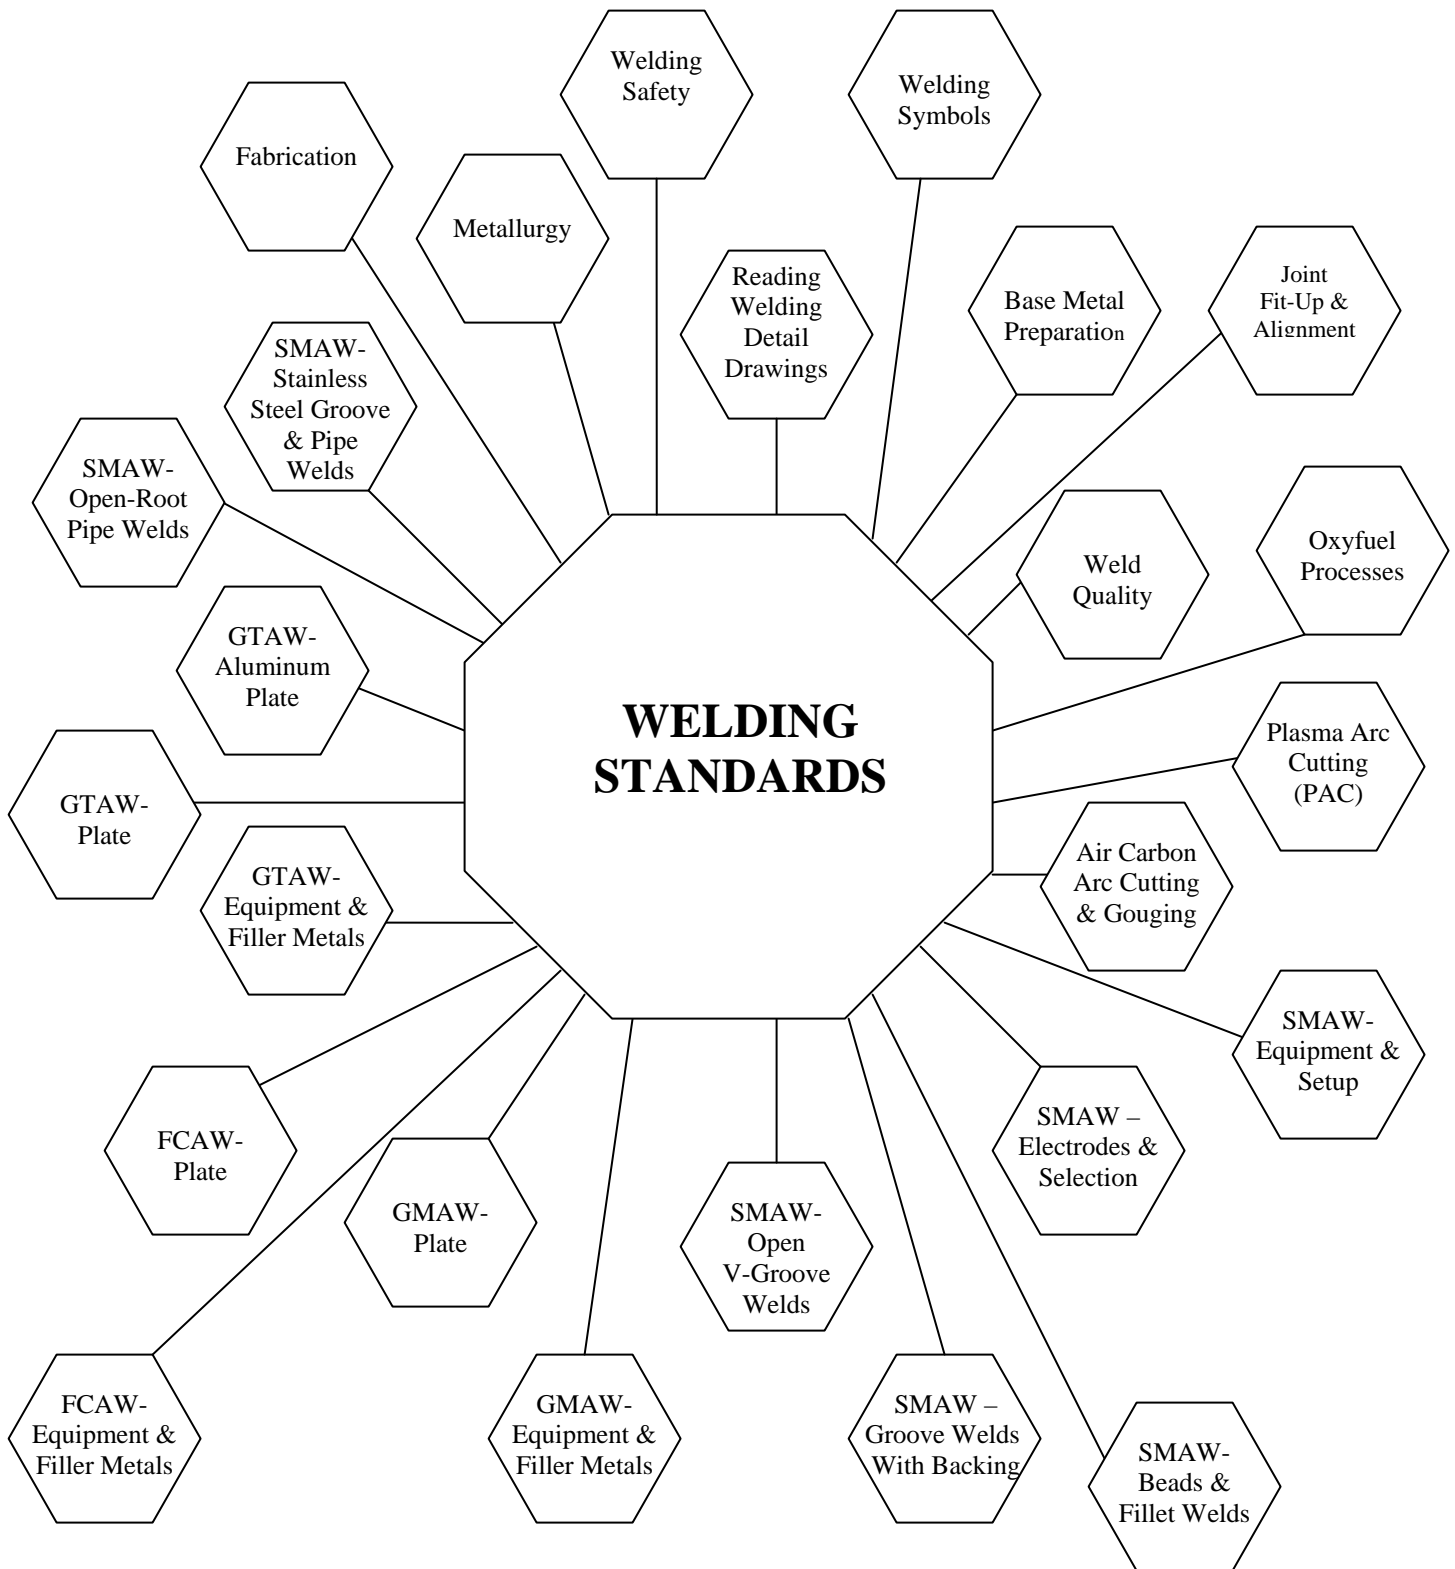 Welding
Safety
Welding
Symbols
Fabrication
Metallurgy
Reading
Welding
Detail
Drawings
Base Metal
Preparation
Joint
Fit-Up &
Alignment
SMAW-
Stainless
Steel Groove
& Pipe
Welds
SMAW-
Open-Root
Pipe Welds
Weld
Quality
Oxyfuel
Processes
GTAW-
Aluminum
Plate
WELDING
STANDARDS
Plasma Arc
Cutting
(PAC)
GTAW-
Plate
Air Carbon
Arc Cutting
& Gouging
GTAW-
Equipment &
Filler Metals
SMAW-
Equipment &
Setup
FCAW-
Plate
SMAW –
Electrodes &
Selection
GMAW-
Plate
SMAW-
Open
V-Groove
Welds
FCAW-
Equipment &
Filler Metals
GMAW-
Equipment &
Filler Metals
SMAW –
Groove Welds
With Backing
SMAW-
Beads &
Fillet Welds